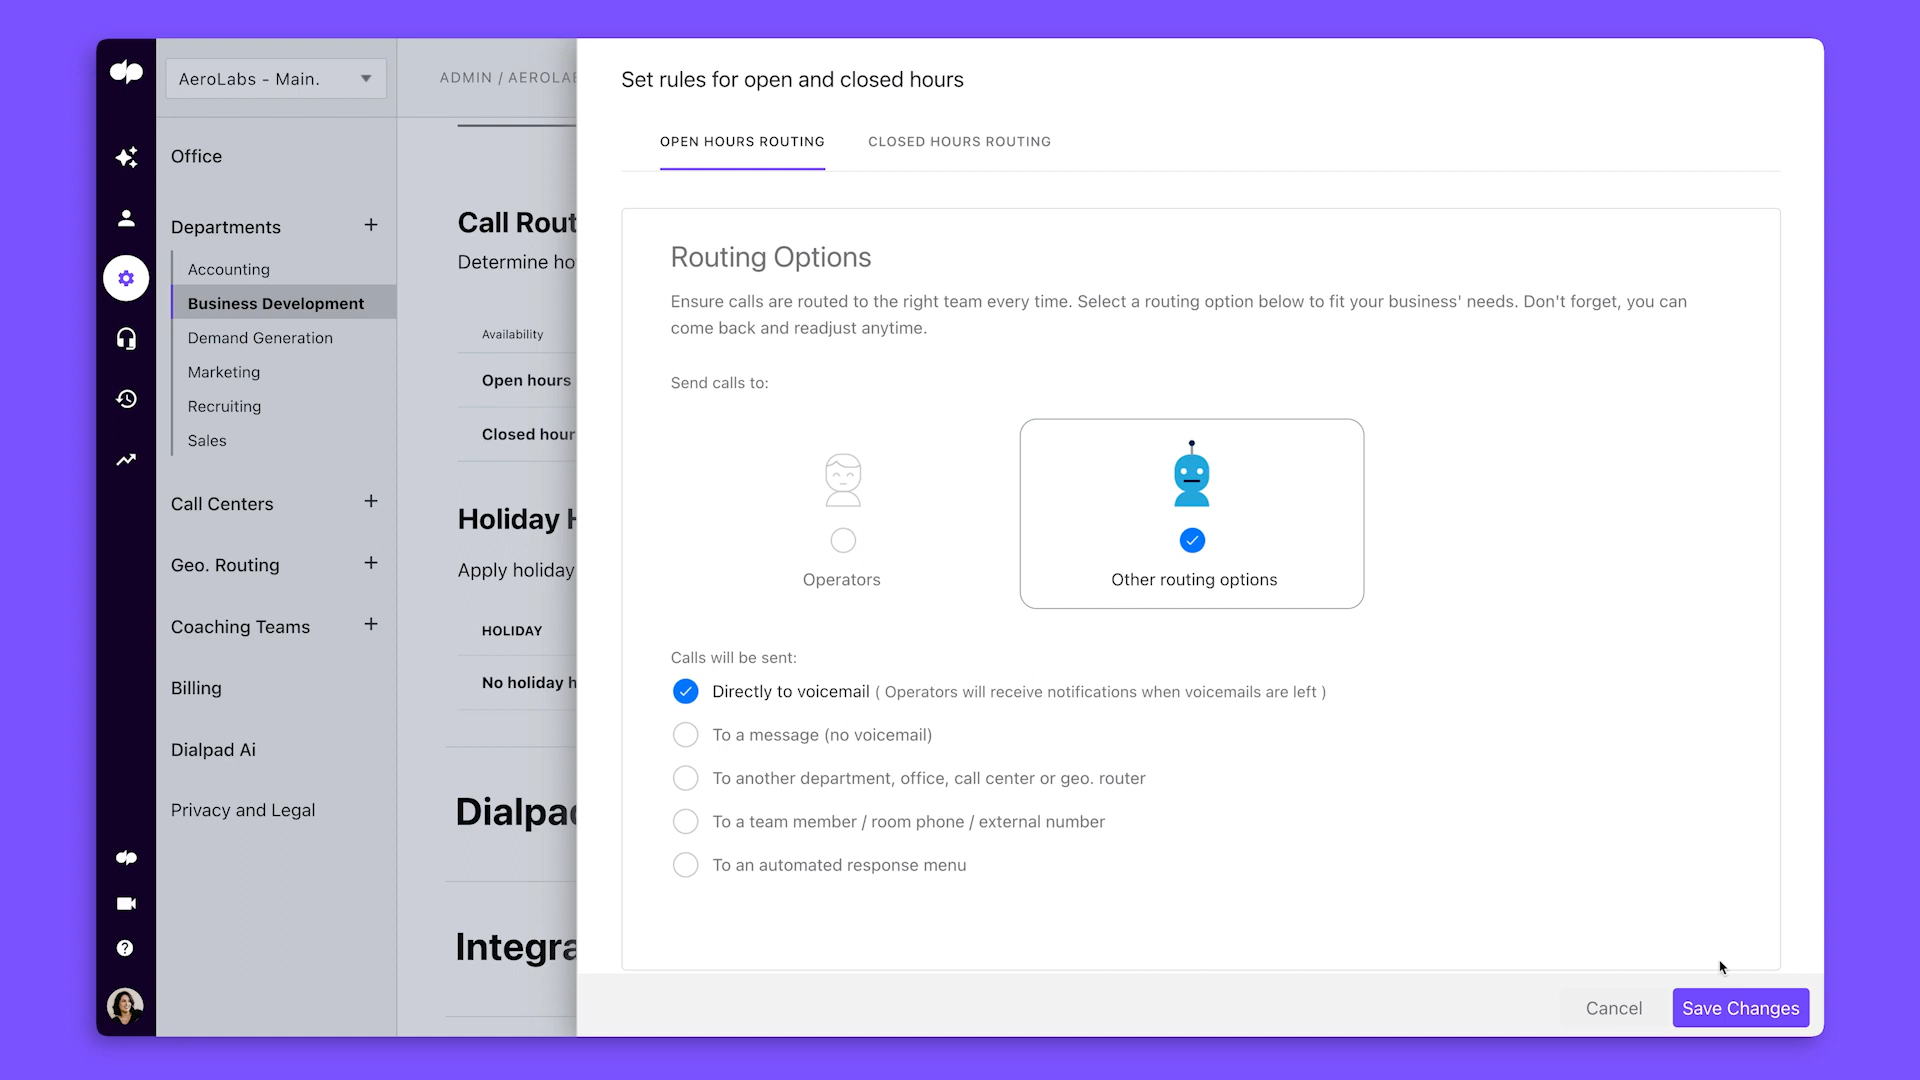 AeroLabs - Main.
Office
Departments
Accounting
Business Development
Demand Generation
Marketing
Recruiting
Sales
Call Centers
Geo. Routing
Coaching Teams
Billing
Dialpad Ai
Privacy and Legal
ADMIN / AEROLA
Call Rout
Determine ho
Availability
Open hours
Closed hour
Holiday H
Apply holiday
HOLIDAY
No holiday h
Dialpad
Integra
Set rules for open and closed hours
OPEN HOURS ROUTING
CLOSED HOURS ROUTING
Routing Options
Ensure calls are routed to the right team every time. Select a routing option below to fit your business' needs. Don't forget, you can
come back and readjust anytime.
Send calls to:
Operators
Other routing options
Calls will be sent:
Directly to voicemail ( Operators will receive notifications when voicemails are left )
To a message (no voicemail)
To another department, office, call center or geo. router
To a team member / room phone / external number
To an automated response menu
Cancel
Save Changes